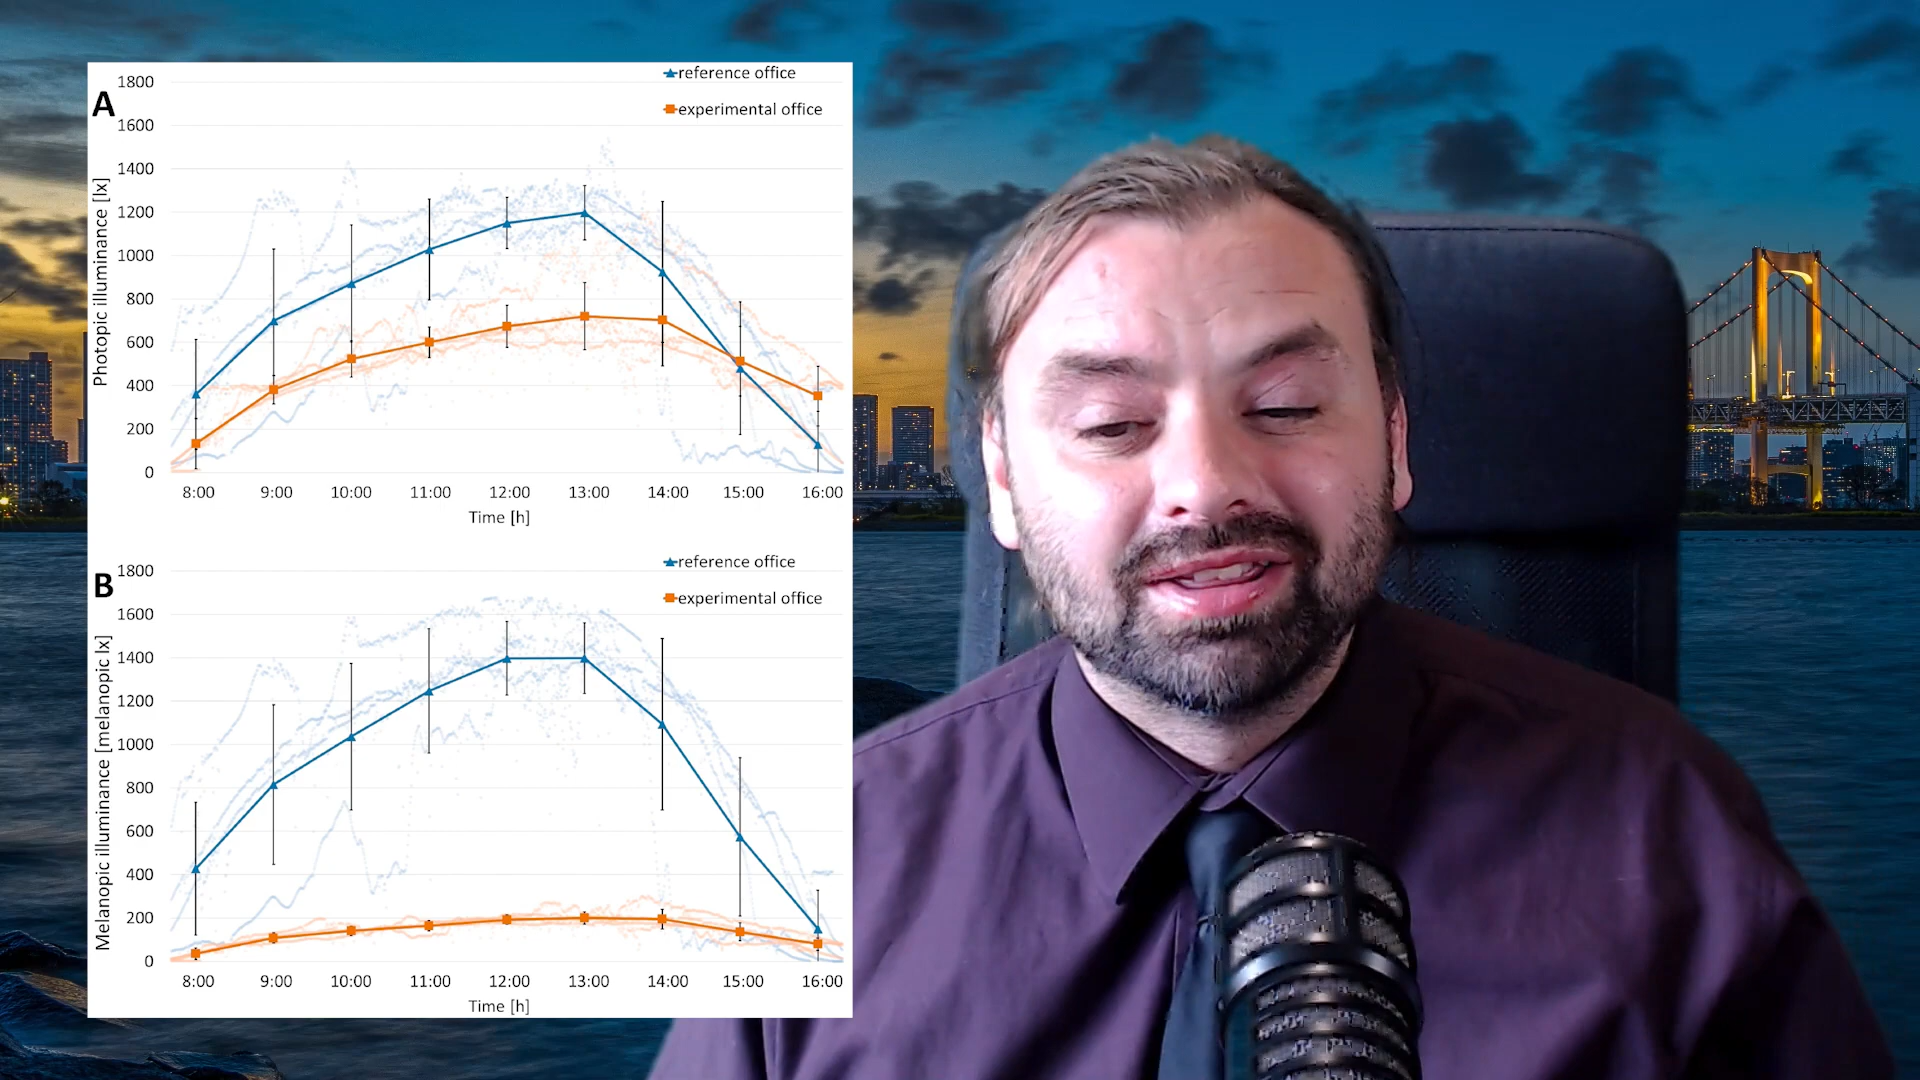 A
reference office
experimental office
1800
1600
1400
1200
1000
800
600
400
200
0
Photopic illuminance [lx]
8:00 9:00 10:00 11:00 12:00 13:00 14:00 15:00 16:00
Time [h]
B
reference office
experimental office
1800
1600
1400
1200
1000
800
600
400
200
0
Melanopic illuminance [melanopic lx]
8:00 9:00 10:00 11:00 12:00 13:00 14:00 15:00 16:00
Time [h]